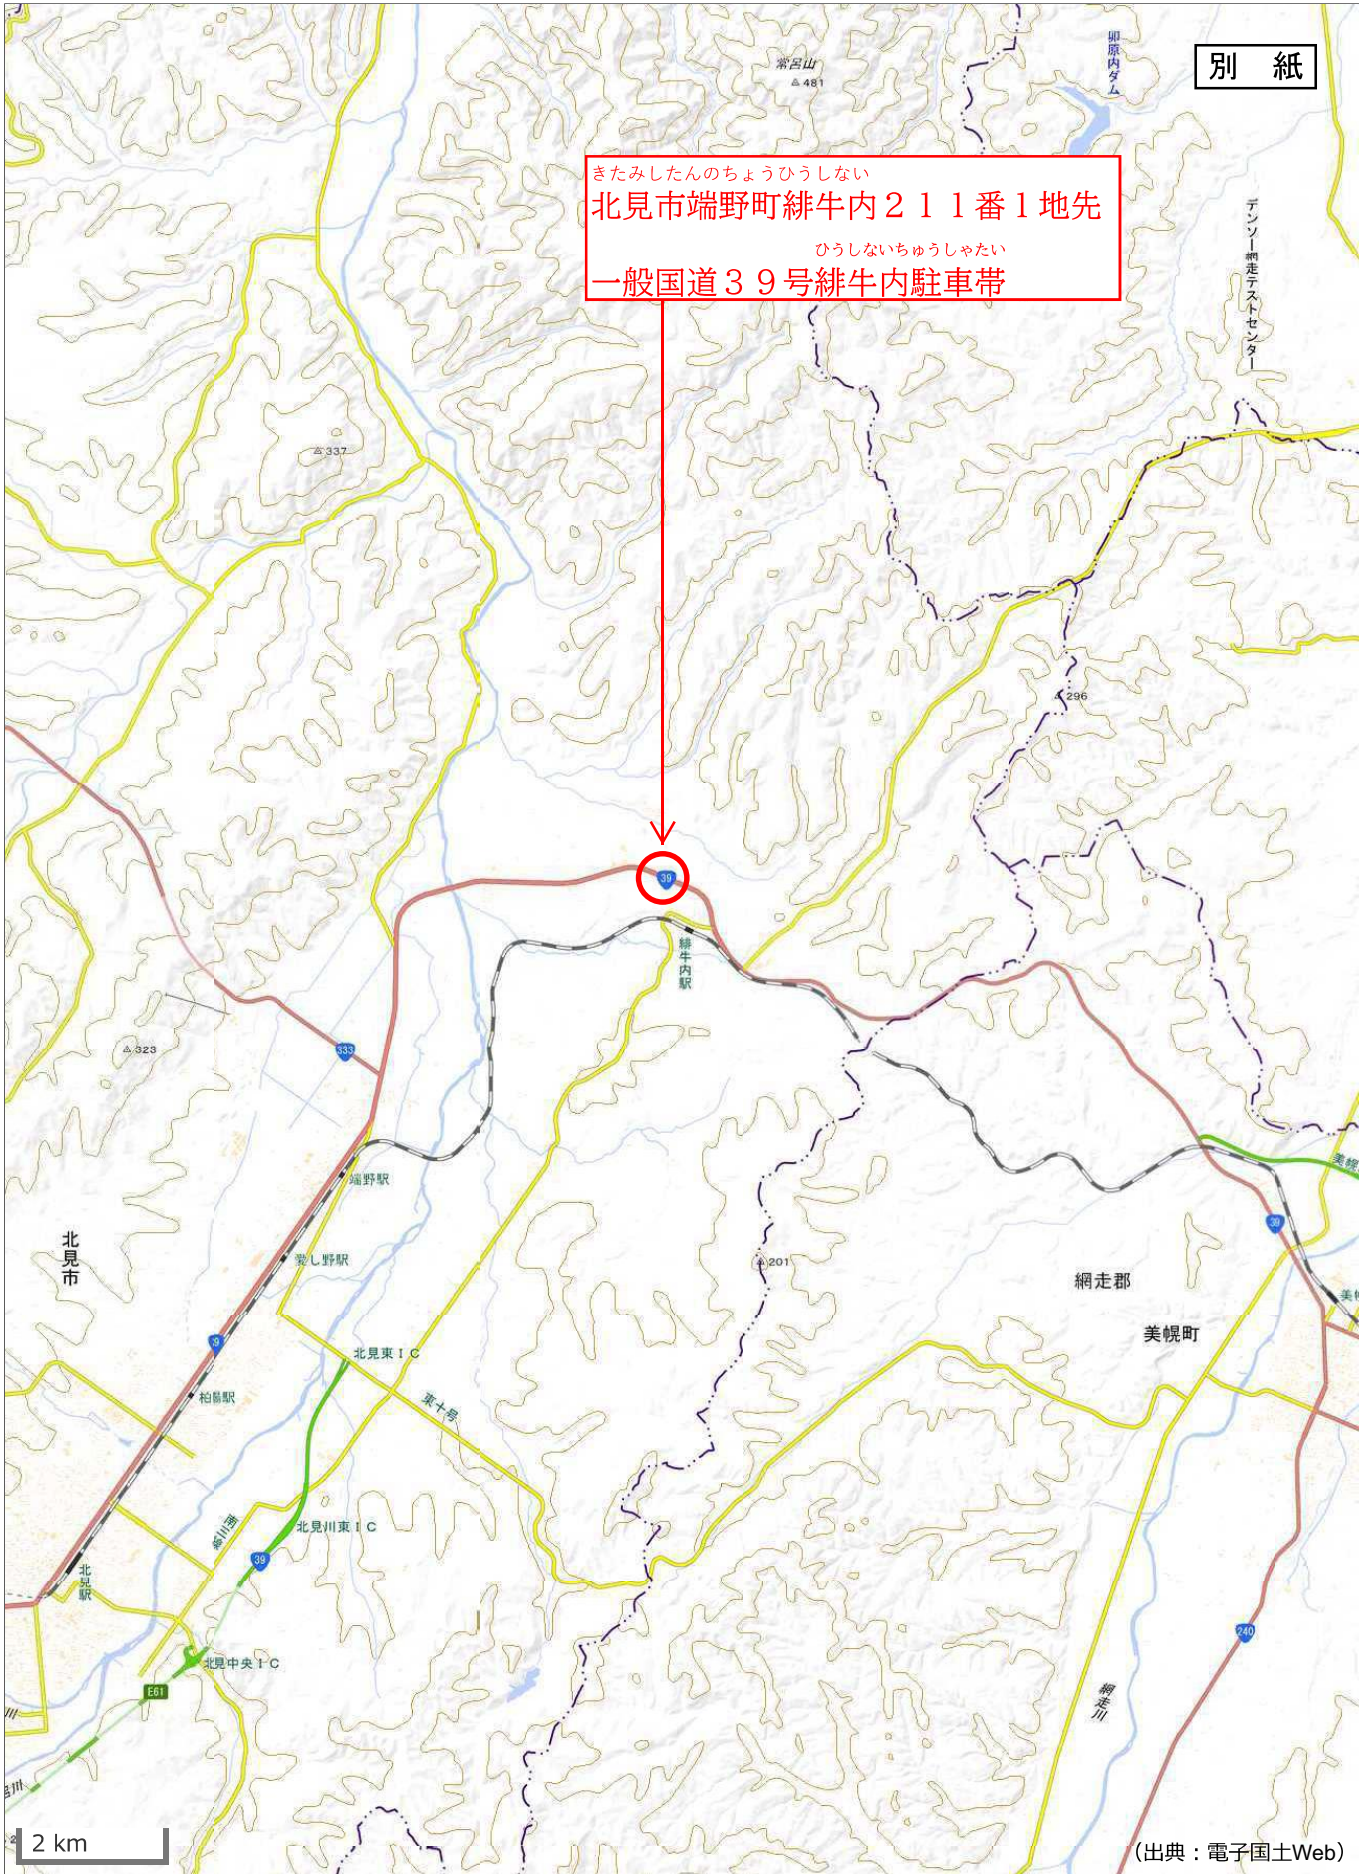 別　紙
常呂山
481
卯原内ダム
きたみしたんのちょうひうしない
北見市端野町緋牛内２１１番１地先
ひうしないちゅうしゃたい
一般国道３９号緋牛内駐車帯
デンソー網走テストセンター
337
296
39
緋牛内駅
323
333
端野駅
北見市
愛し野駅
201
網走郡
美幌町
39
美幌
北見東ＩＣ
柏陽駅
東十号
南三線
北見川東ＩＣ
39
北見駅
北見中央ＩＣ
E61
240
網走川
川
2 km
（出典：電子国土Web）